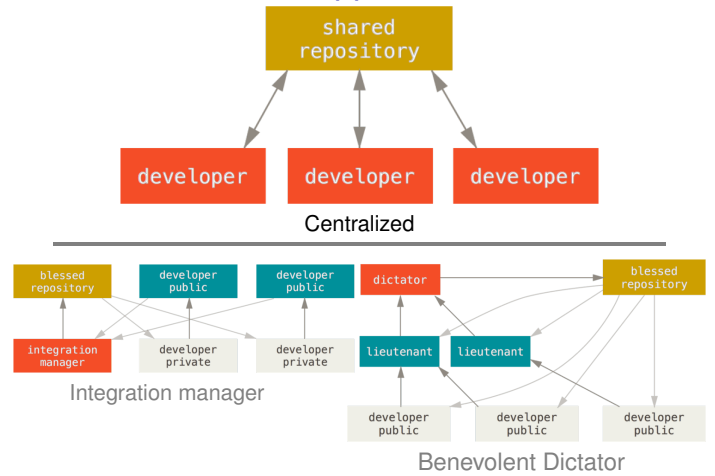 shared
repository
developer
developer
developer
Centralized
blessed
repository
developer
public
developer
public
integration
manager
developer
private
developer
private
Integration manager
dictator
blessed
repository
lieutenant
lieutenant
developer
public
developer
public
developer
public
Benevolent Dictator